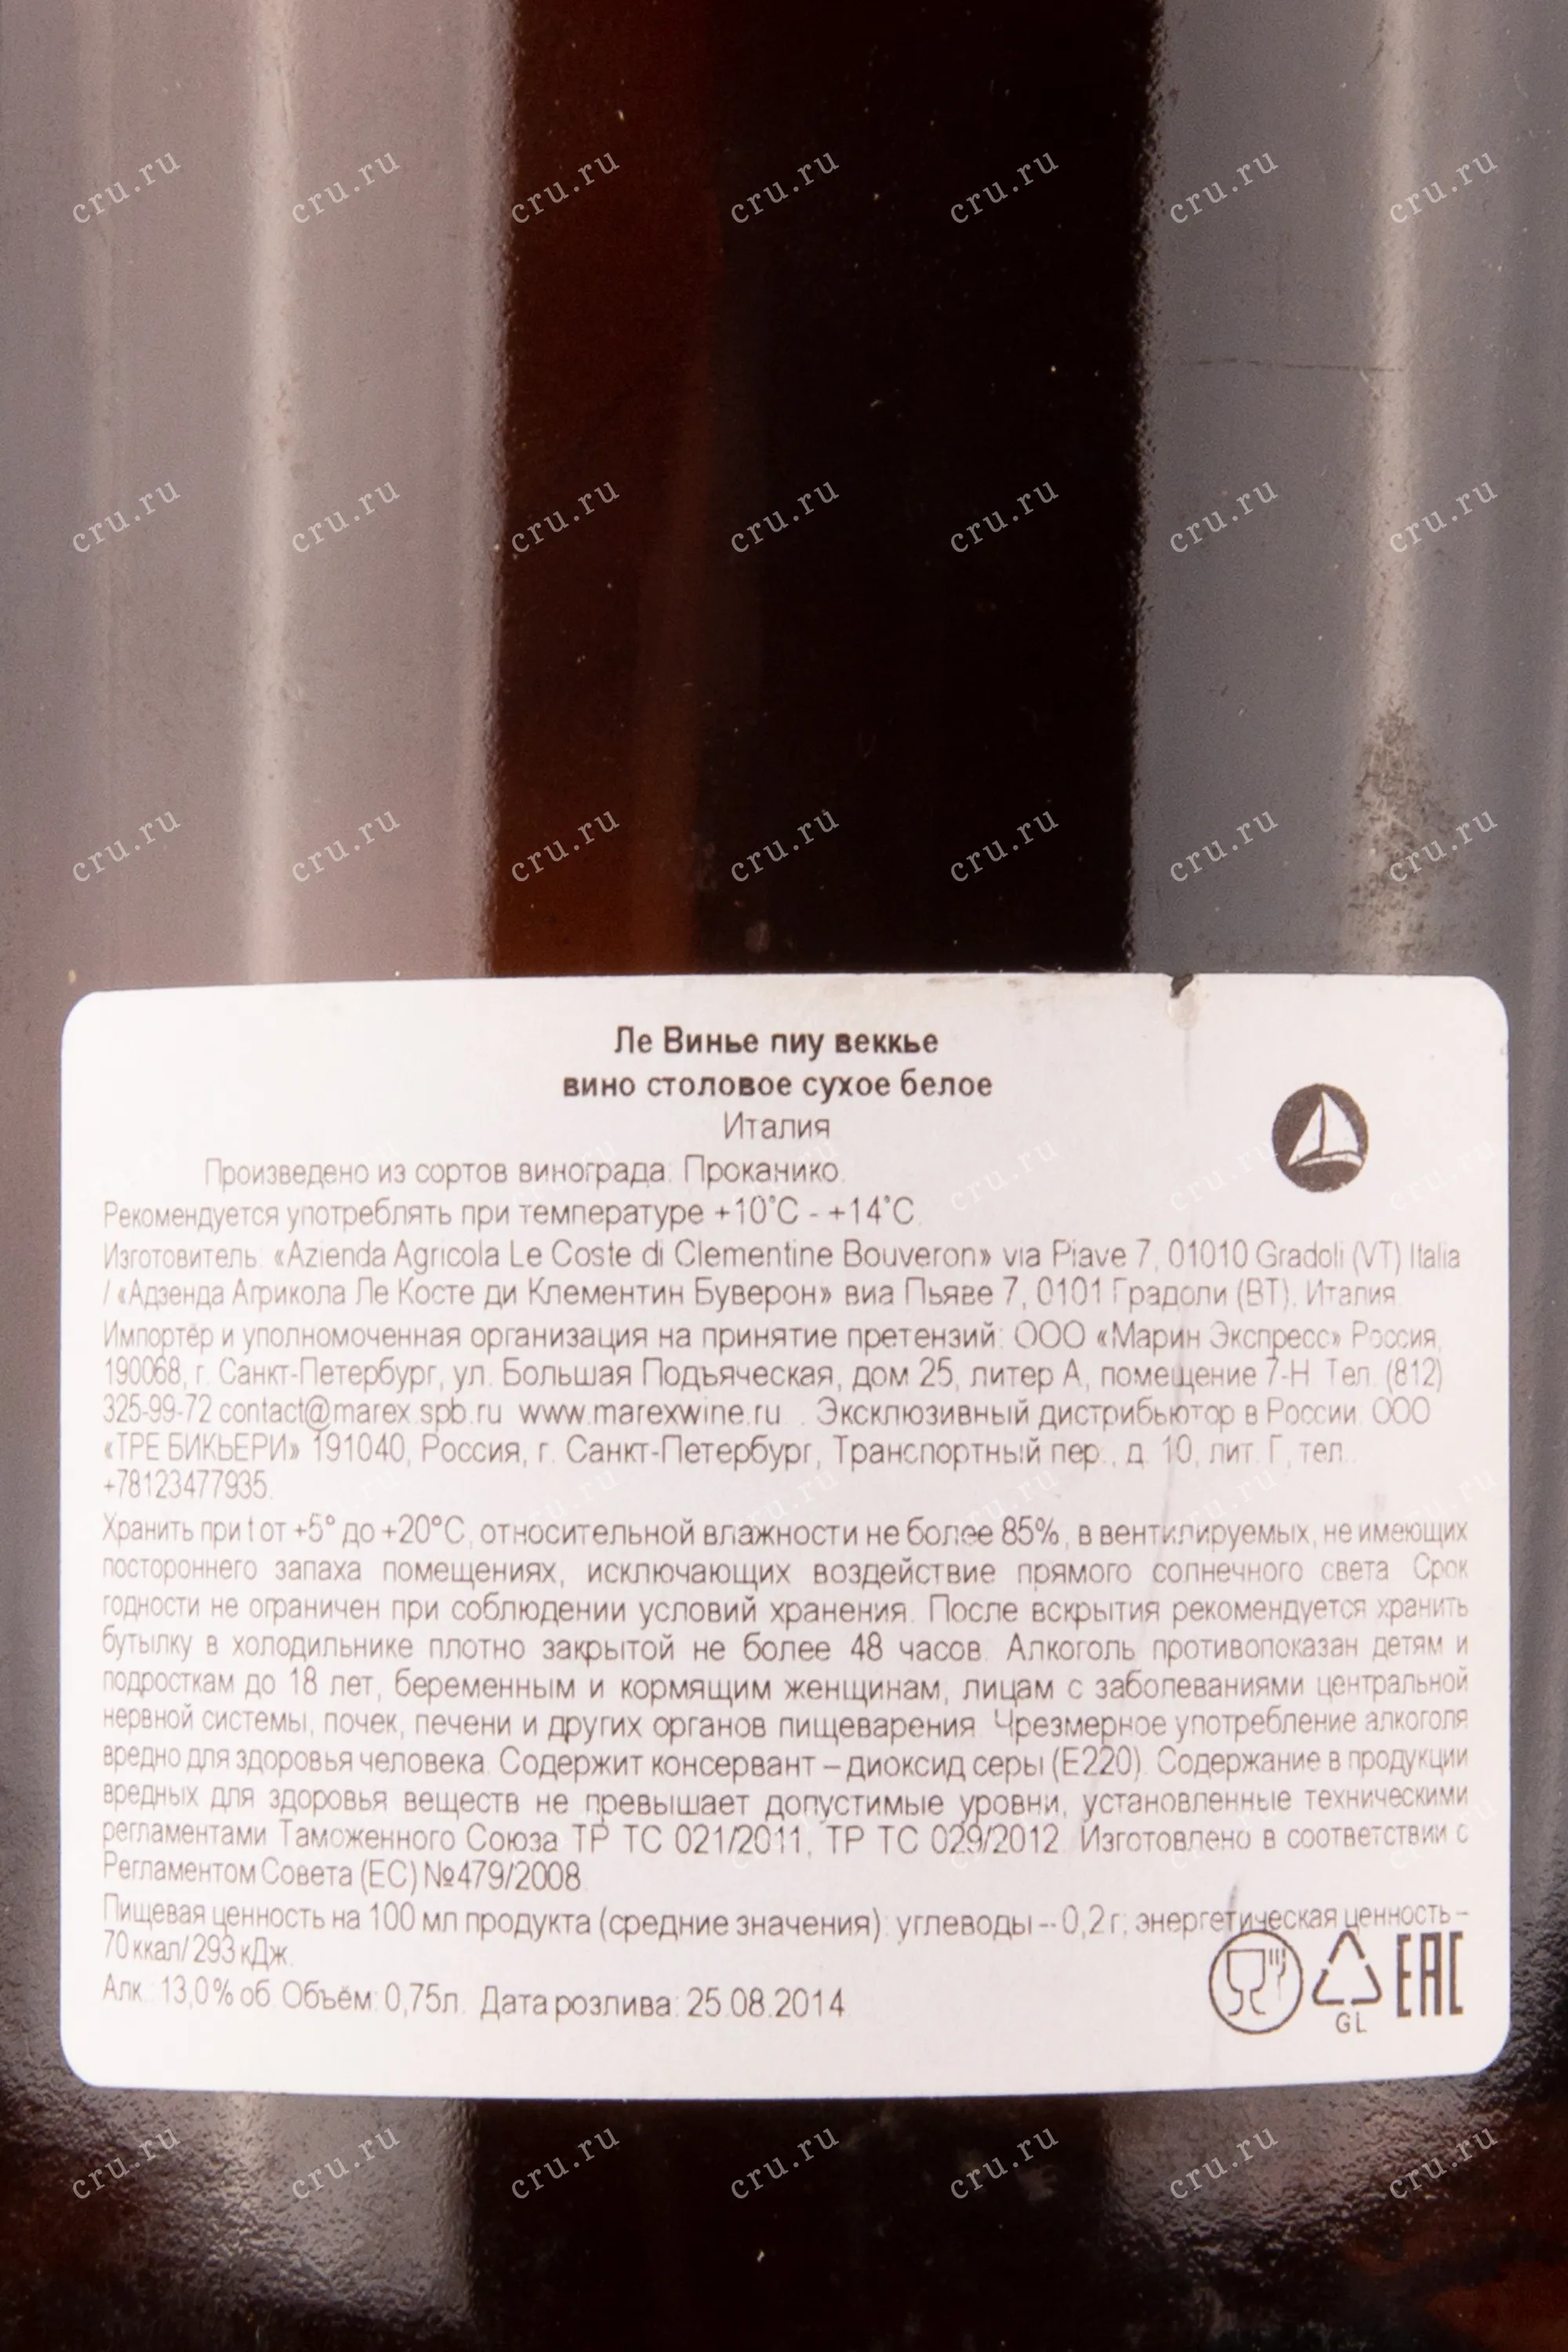 Ле Винье пиу веккье
вино столовое сухое белое
Италия
Произведено из сортов винограда: Проканико.
Рекомендуется употреблять при температуре +10°C - +14°C.
Изготовитель: «Azienda Agricola Le Coste di Clementine Bouveron» via Piave 7, 01010 Gradoli (VT) Italia
/ «Адзенда Агрикола Ле Косте ди Клементин Буверон» виа Пьяве 7, 0101 Градоли (ВТ), Италия.
Импортёр и уполномоченная организация на принятие претензий: ООО «Марин Экспресс» Россия,
190068, г. Санкт-Петербург, ул. Большая Подъяческая, дом 25, литер А, помещение 7-Н. Тел. (812)
325-99-72 contact@marex.spb.ru www.marexwine.ru . Эксклюзивный дистрибьютор в России: ООО
«ТРЕ БИКЬЕРИ» 191040, Россия, г. Санкт-Петербург, Транспортный пер., д. 10, лит. Г, тел.:
+78123477935.
Хранить при t от +5° до +20°C, относительной влажности не более 85%, в вентилируемых, не имеющих
постороннего запаха помещениях, исключающих воздействие прямого солнечного света. Срок
годности не ограничен при соблюдении условий хранения. После вскрытия рекомендуется хранить
бутылку в холодильнике плотно закрытой не более 48 часов. Алкоголь противопоказан детям и
подросткам до 18 лет, беременным и кормящим женщинам, лицам с заболеваниями центральной
нервной системы, почек, печени и других органов пищеварения. Чрезмерное употребление алкоголя
вредно для здоровья человека. Содержит консервант – диоксид серы (Е220). Содержание в продукции
вредных для здоровья веществ не превышает допустимые уровни, установленные техническими
регламентами Таможенного Союза ТР ТС 021/2011, ТР ТС 029/2012. Изготовлено в соответствии с
Регламентом Совета (ЕС) №479/2008.
Пищевая ценность на 100 мл продукта (средние значения): углеводы -- 0,2 г; энергетическая ценность –
70 ккал/ 293 кДж.
Алк.: 13,0 % об. Объём: 0,75л. Дата розлива: 25.08.2014
GL
EAC